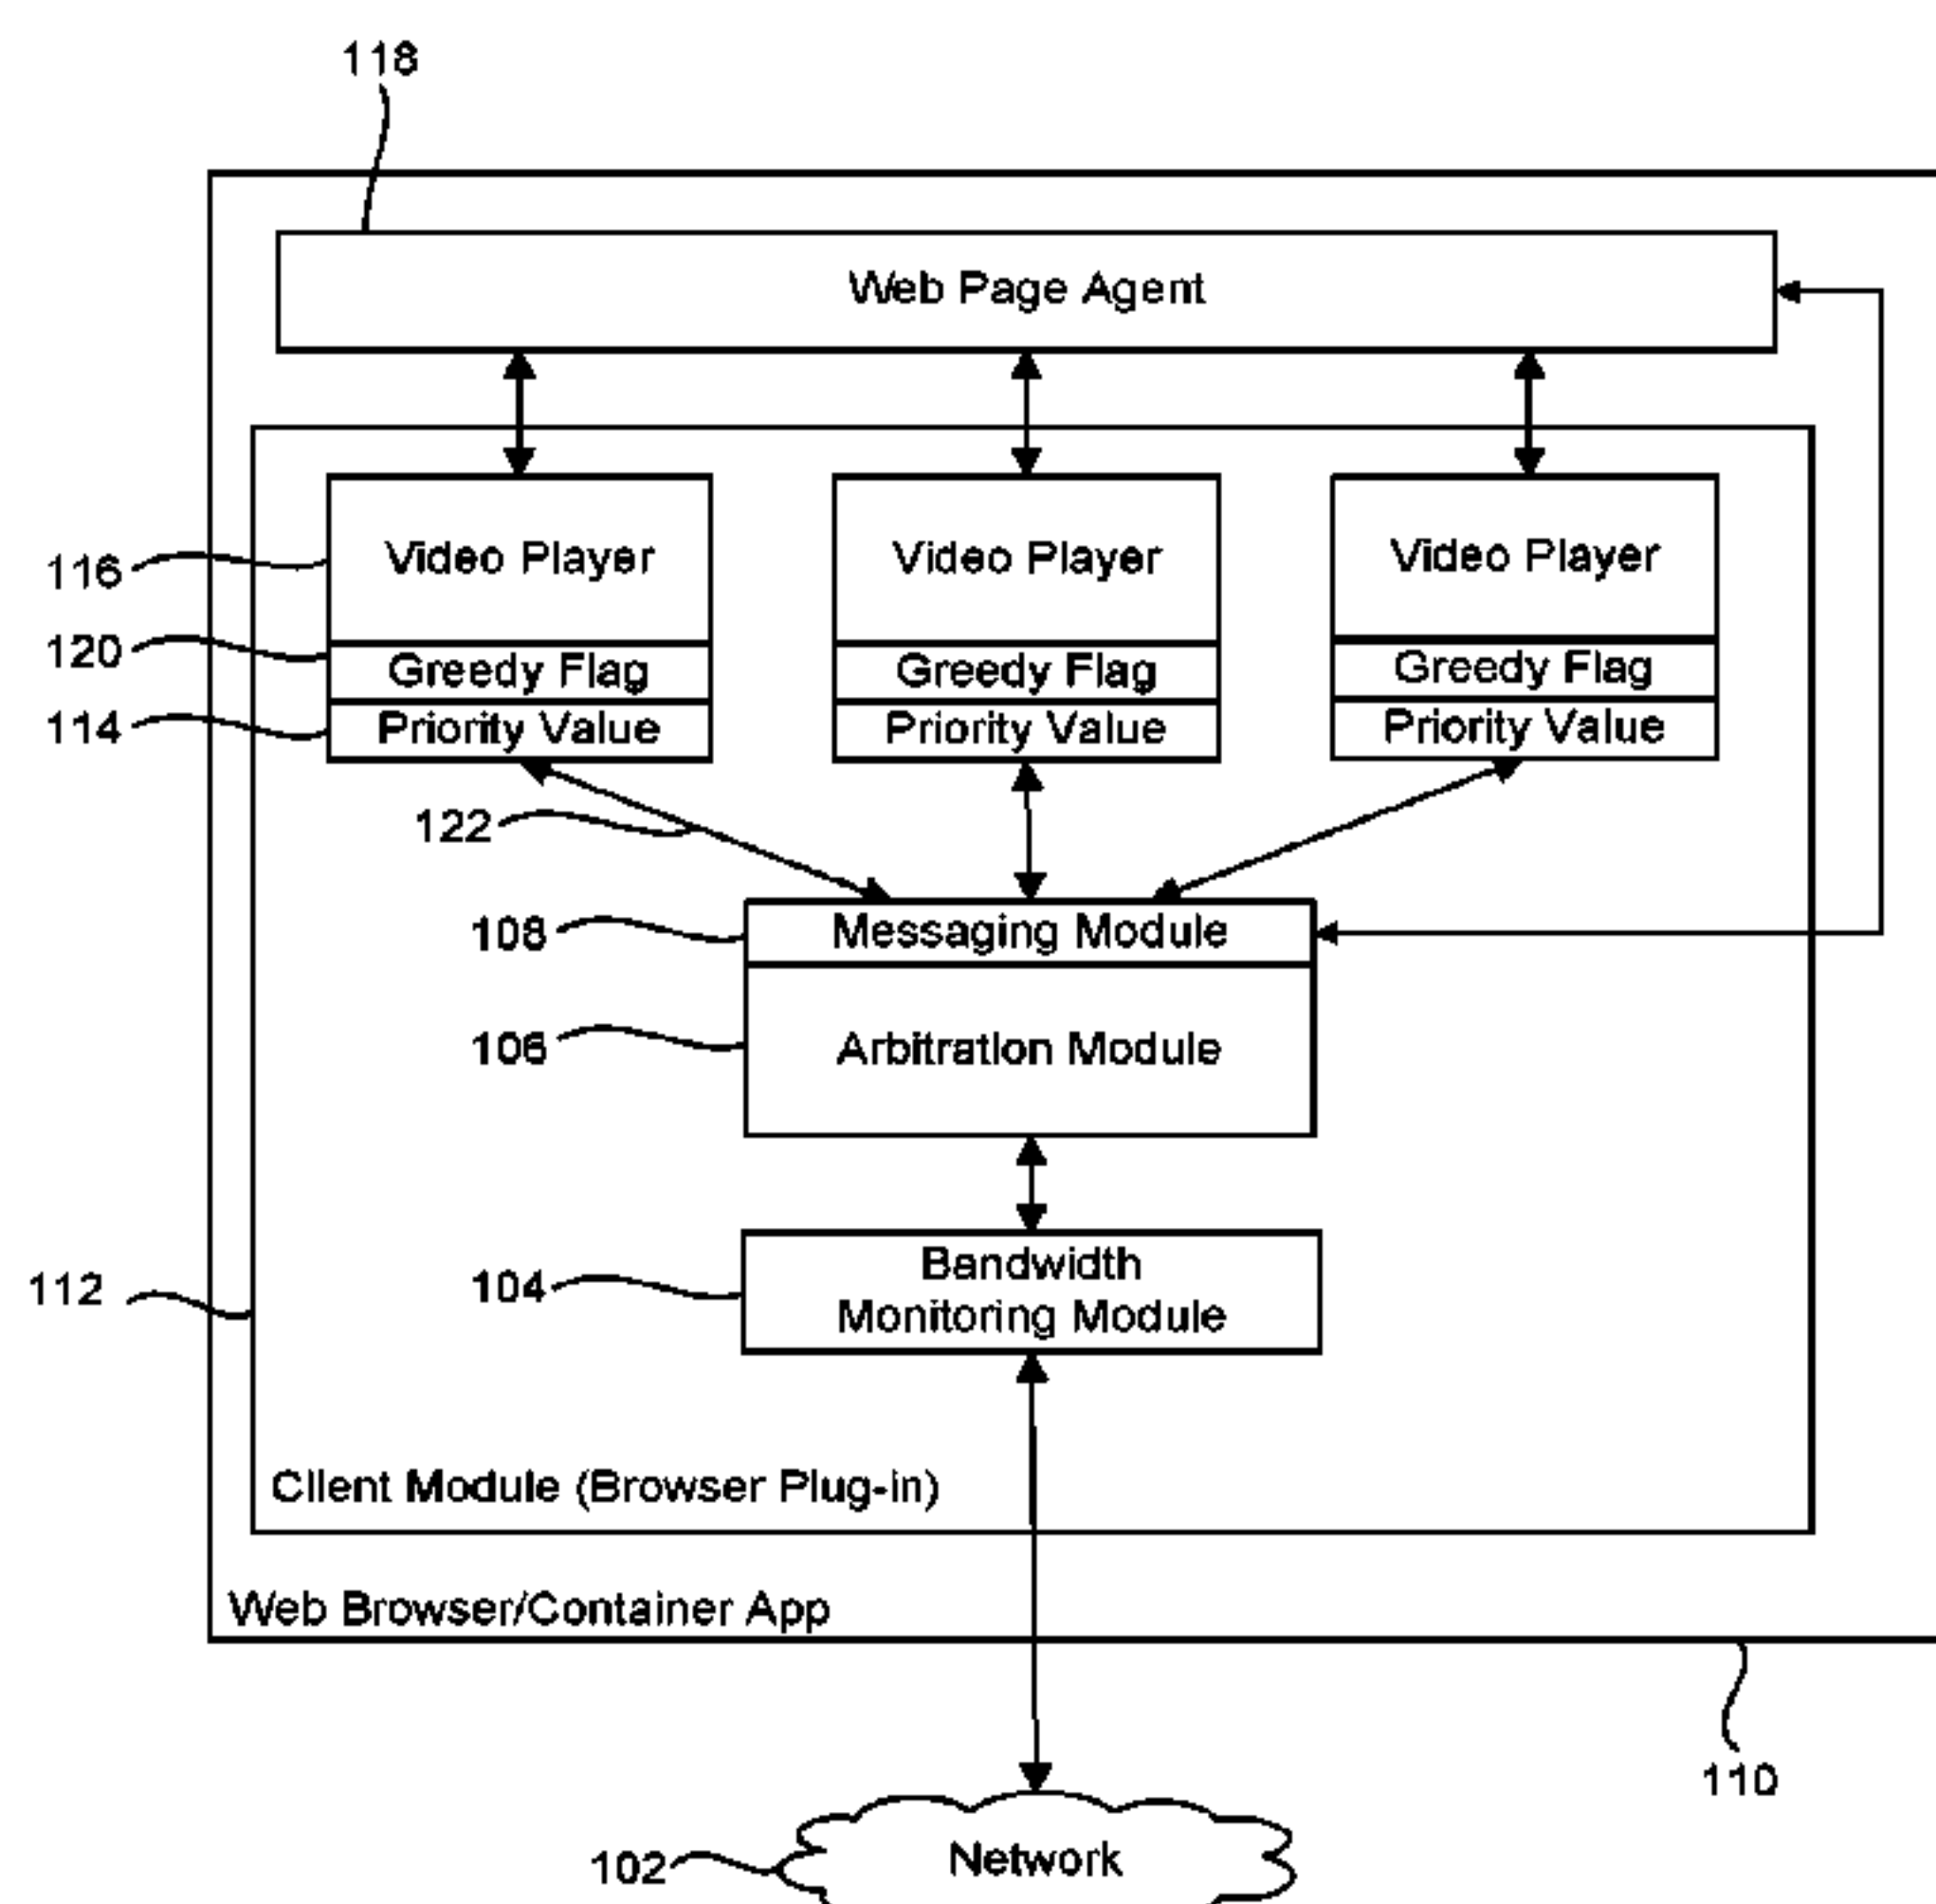 118
Web Page Agent
116
Video Player
Video Player
Video Player
120
Greedy Flag
Greedy Flag
Greedy Flag
114
Priority Value
Priority Value
Priority Value
122
108
Messaging Module
106
Arbitration Module
112
104
Bandwidth
Monitoring Module
Client Module (Browser Plug-in)
Web Browser/Container App
110
102
Network